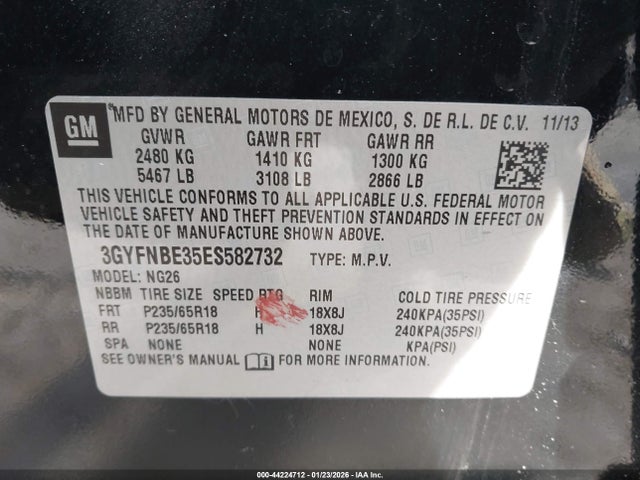 GM
*MFD BY GENERAL MOTORS DE MEXICO, S. DE R.L. DE C.V. 11/13
GVWR GAWR FRT GAWR RR
2480 KG 1410 KG 1300 KG
5467 LB 3108 LB 2866 LB
THIS VEHICLE CONFORMS TO ALL APPLICABLE U.S. FEDERAL MOTOR
VEHICLE SAFETY AND THEFT PREVENTION STANDARDS IN EFFECT ON
THE DATE OF MANUFACTURE SHOWN ABOVE.
3GYFNBE35ES582732 TYPE: M.P.V.
MODEL: NG26
NBBM TIRE SIZE SPEED RTG RIM COLD TIRE PRESSURE
FRT P235/65R18 H 18X8J 240KPA(35PSI)
RR P235/65R18 H 18X8J 240KPA(35PSI)
SPA NONE NONE KPA(PSI)
SEE OWNER'S MANUAL FOR MORE INFORMATION.
000-44224712 - 01/23/2026 - IAA Inc.